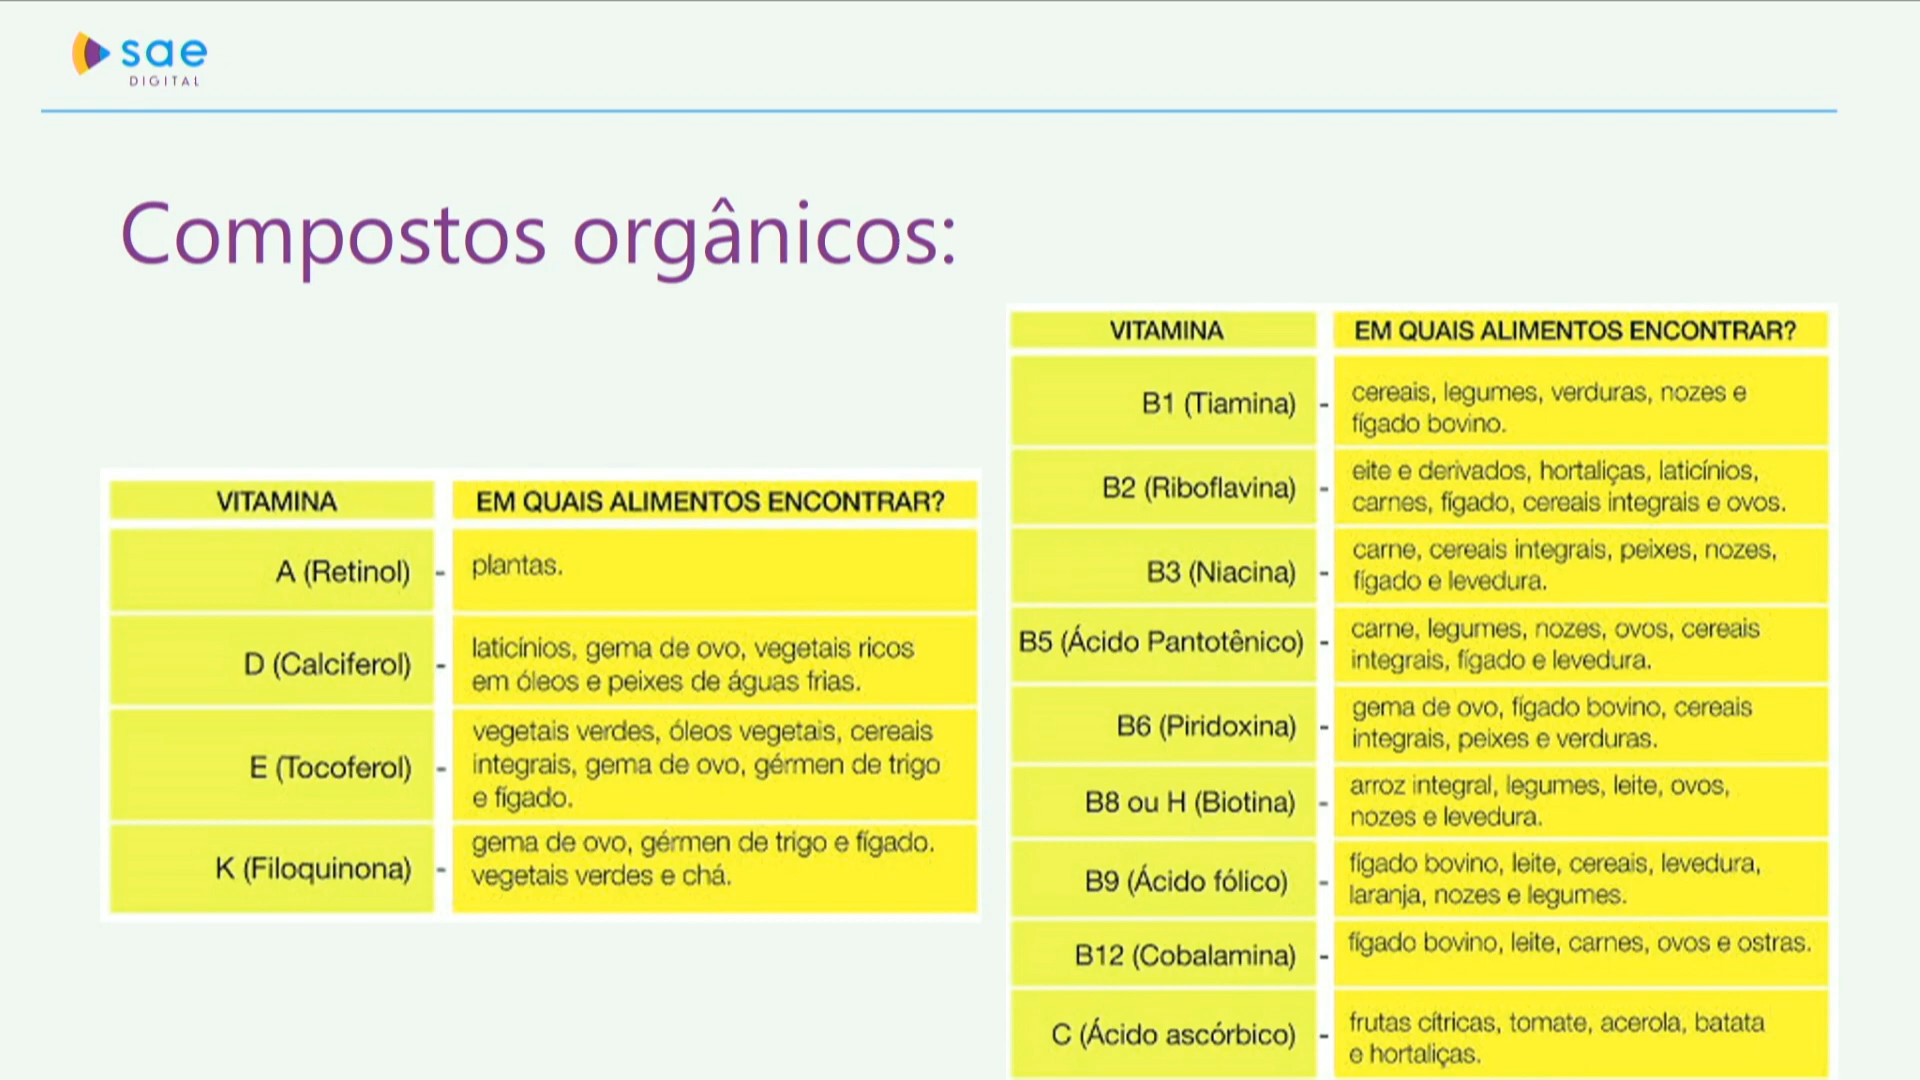 sae
DIGITAL
Compostos orgânicos:
VITAMINA EM QUAIS ALIMENTOS ENCONTRAR?
A (Retinol) - plantas.
D (Calciferol) - laticínios, gema de ovo, vegetais ricos
em óleos e peixes de águas frias.
E (Tocoferol) - vegetais verdes, óleos vegetais, cereais
integrais, gema de ovo, gérmen de trigo
e fígado.
K (Filoquinona) - gema de ovo, gérmen de trigo e fígado.
vegetais verdes e chá.
VITAMINA EM QUAIS ALIMENTOS ENCONTRAR?
B1 (Tiamina) - cereais, legumes, verduras, nozes e
fígado bovino.
B2 (Riboflavina) - eite e derivados, hortaliças, laticínios,
carnes, fígado, cereais integrais e ovos.
B3 (Niacina) - carne, cereais integrais, peixes, nozes,
fígado e levedura.
B5 (Ácido Pantotênico) - carne, legumes, nozes, ovos, cereais
integrais, fígado e levedura.
B6 (Piridoxina) - gema de ovo, fígado bovino, cereais
integrais, peixes e verduras.
B8 ou H (Biotina) - arroz integral, legumes, leite, ovos,
nozes e levedura.
B9 (Ácido fólico) - fígado bovino, leite, cereais, levedura,
laranja, nozes e legumes.
B12 (Cobalamina) - fígado bovino, leite, carnes, ovos e ostras.
C (Ácido ascórbico) - frutas cítricas, tomate, acerola, batata
e hortaliças.